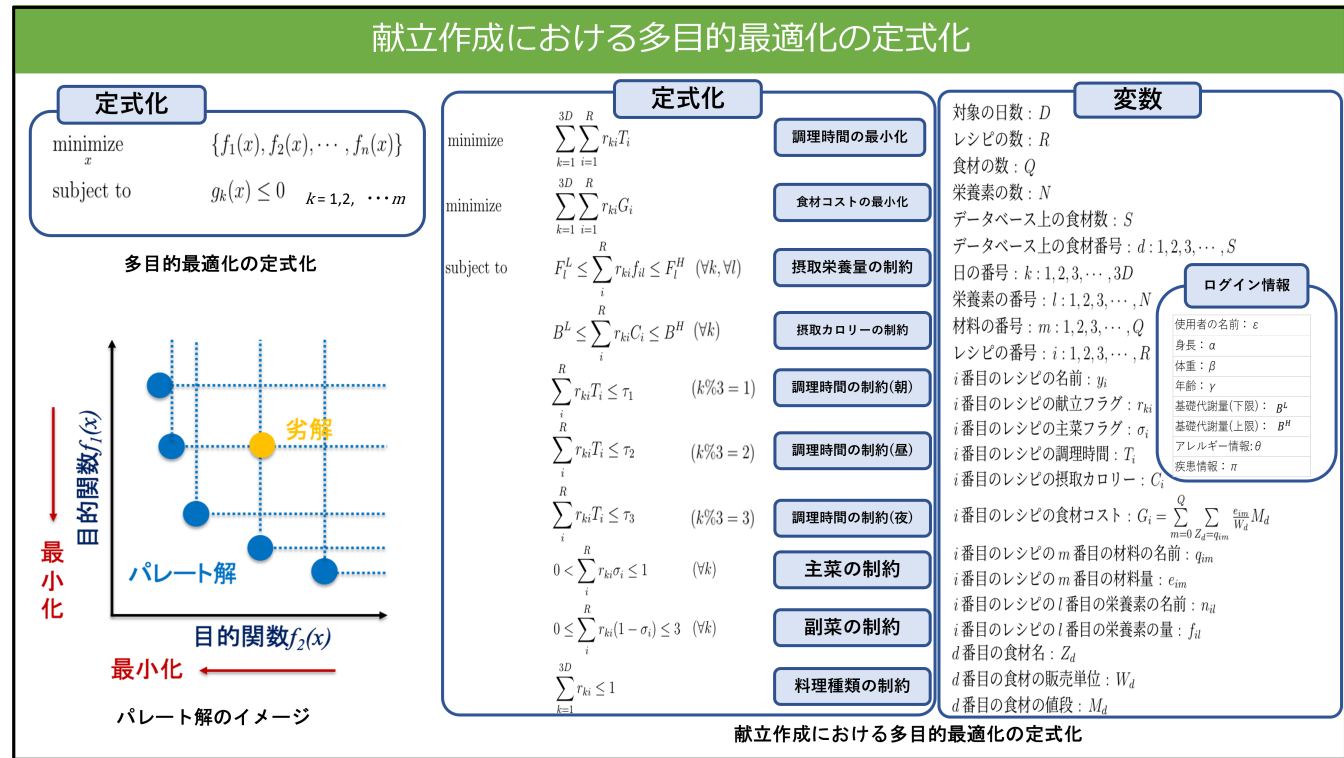 献立作成における多目的最適化の定式化
定式化
minimize x {f₁(x), f₂(x), ⋯, fₙ(x)}
subject to gₖ(x) ≤ 0 k = 1,2, ⋯m
多目的最適化の定式化
目的関数f₁(x)
最小化
劣解
パレート解
目的関数f₂(x)
最小化
パレート解のイメージ
定式化
minimize \sum_{k=1}^{3D} \sum_{i=1}^{R} r_{ki}T_i 調理時間の最小化
minimize \sum_{k=1}^{3D} \sum_{i=1}^{R} r_{ki}G_i 食材コストの最小化
subject to F_l^L ≤ \sum_{i}^{R} r_{ki}f_{il} ≤ F_l^H (∀k,∀l) 摂取栄養量の制約
B^L ≤ \sum_{i}^{R} r_{ki}C_i ≤ B^H (∀k) 摂取カロリーの制約
\sum_{i}^{R} r_{ki}T_i ≤ τ_1 (k%3 = 1) 調理時間の制約(朝)
\sum_{i}^{R} r_{ki}T_i ≤ τ_2 (k%3 = 2) 調理時間の制約(昼)
\sum_{i}^{R} r_{ki}T_i ≤ τ_3 (k%3 = 3) 調理時間の制約(夜)
0 < \sum_{i}^{R} r_{ki}σ_i ≤ 1 (∀k) 主菜の制約
0 ≤ \sum_{i}^{R} r_{ki}(1 − σ_i) ≤ 3 (∀k) 副菜の制約
\sum_{k=1}^{3D} r_{ki} ≤ 1 料理種類の制約
変数
対象の日数 : D
レシピの数 : R
食材の数 : Q
栄養素の数 : N
データベース上の食材数 : S
データベース上の食材番号 : d : 1, 2, 3, ⋯, S
日の番号 : k : 1, 2, 3, ⋯, 3D
栄養素の番号 : l : 1, 2, 3, ⋯, N
材料の番号 : m : 1, 2, 3, ⋯, Q
レシピの番号 : i : 1, 2, 3, ⋯, R
i 番目のレシピの名前 : y_i
i 番目のレシピの献立フラグ : r_{ki}
i 番目のレシピの主菜フラグ : σ_i
i 番目のレシピの調理時間 : T_i
i 番目のレシピの摂取カロリー : C_i
i 番目のレシピの食材コスト : G_i = \sum_{m=0}^{Q} \sum_{Z_d=q_{im}} \frac{e_{im}}{W_d} M_d
i 番目のレシピの m 番目の材料の名前 : q_{im}
i 番目のレシピの m 番目の材料量 : e_{im}
i 番目のレシピの l 番目の栄養素の名前 : n_{il}
i 番目のレシピの l 番目の栄養素の量 : f_{il}
d 番目の食材名 : Z_d
d 番目の食材の販売単位 : W_d
d 番目の食材の値段 : M_d
ログイン情報
使用者の名前: ε
身長: α
体重: β
年齢: γ
基礎代謝量(下限): B^L
基礎代謝量(上限): B^H
アレルギー情報:θ
疾患情報: π
献立作成における多目的最適化の定式化